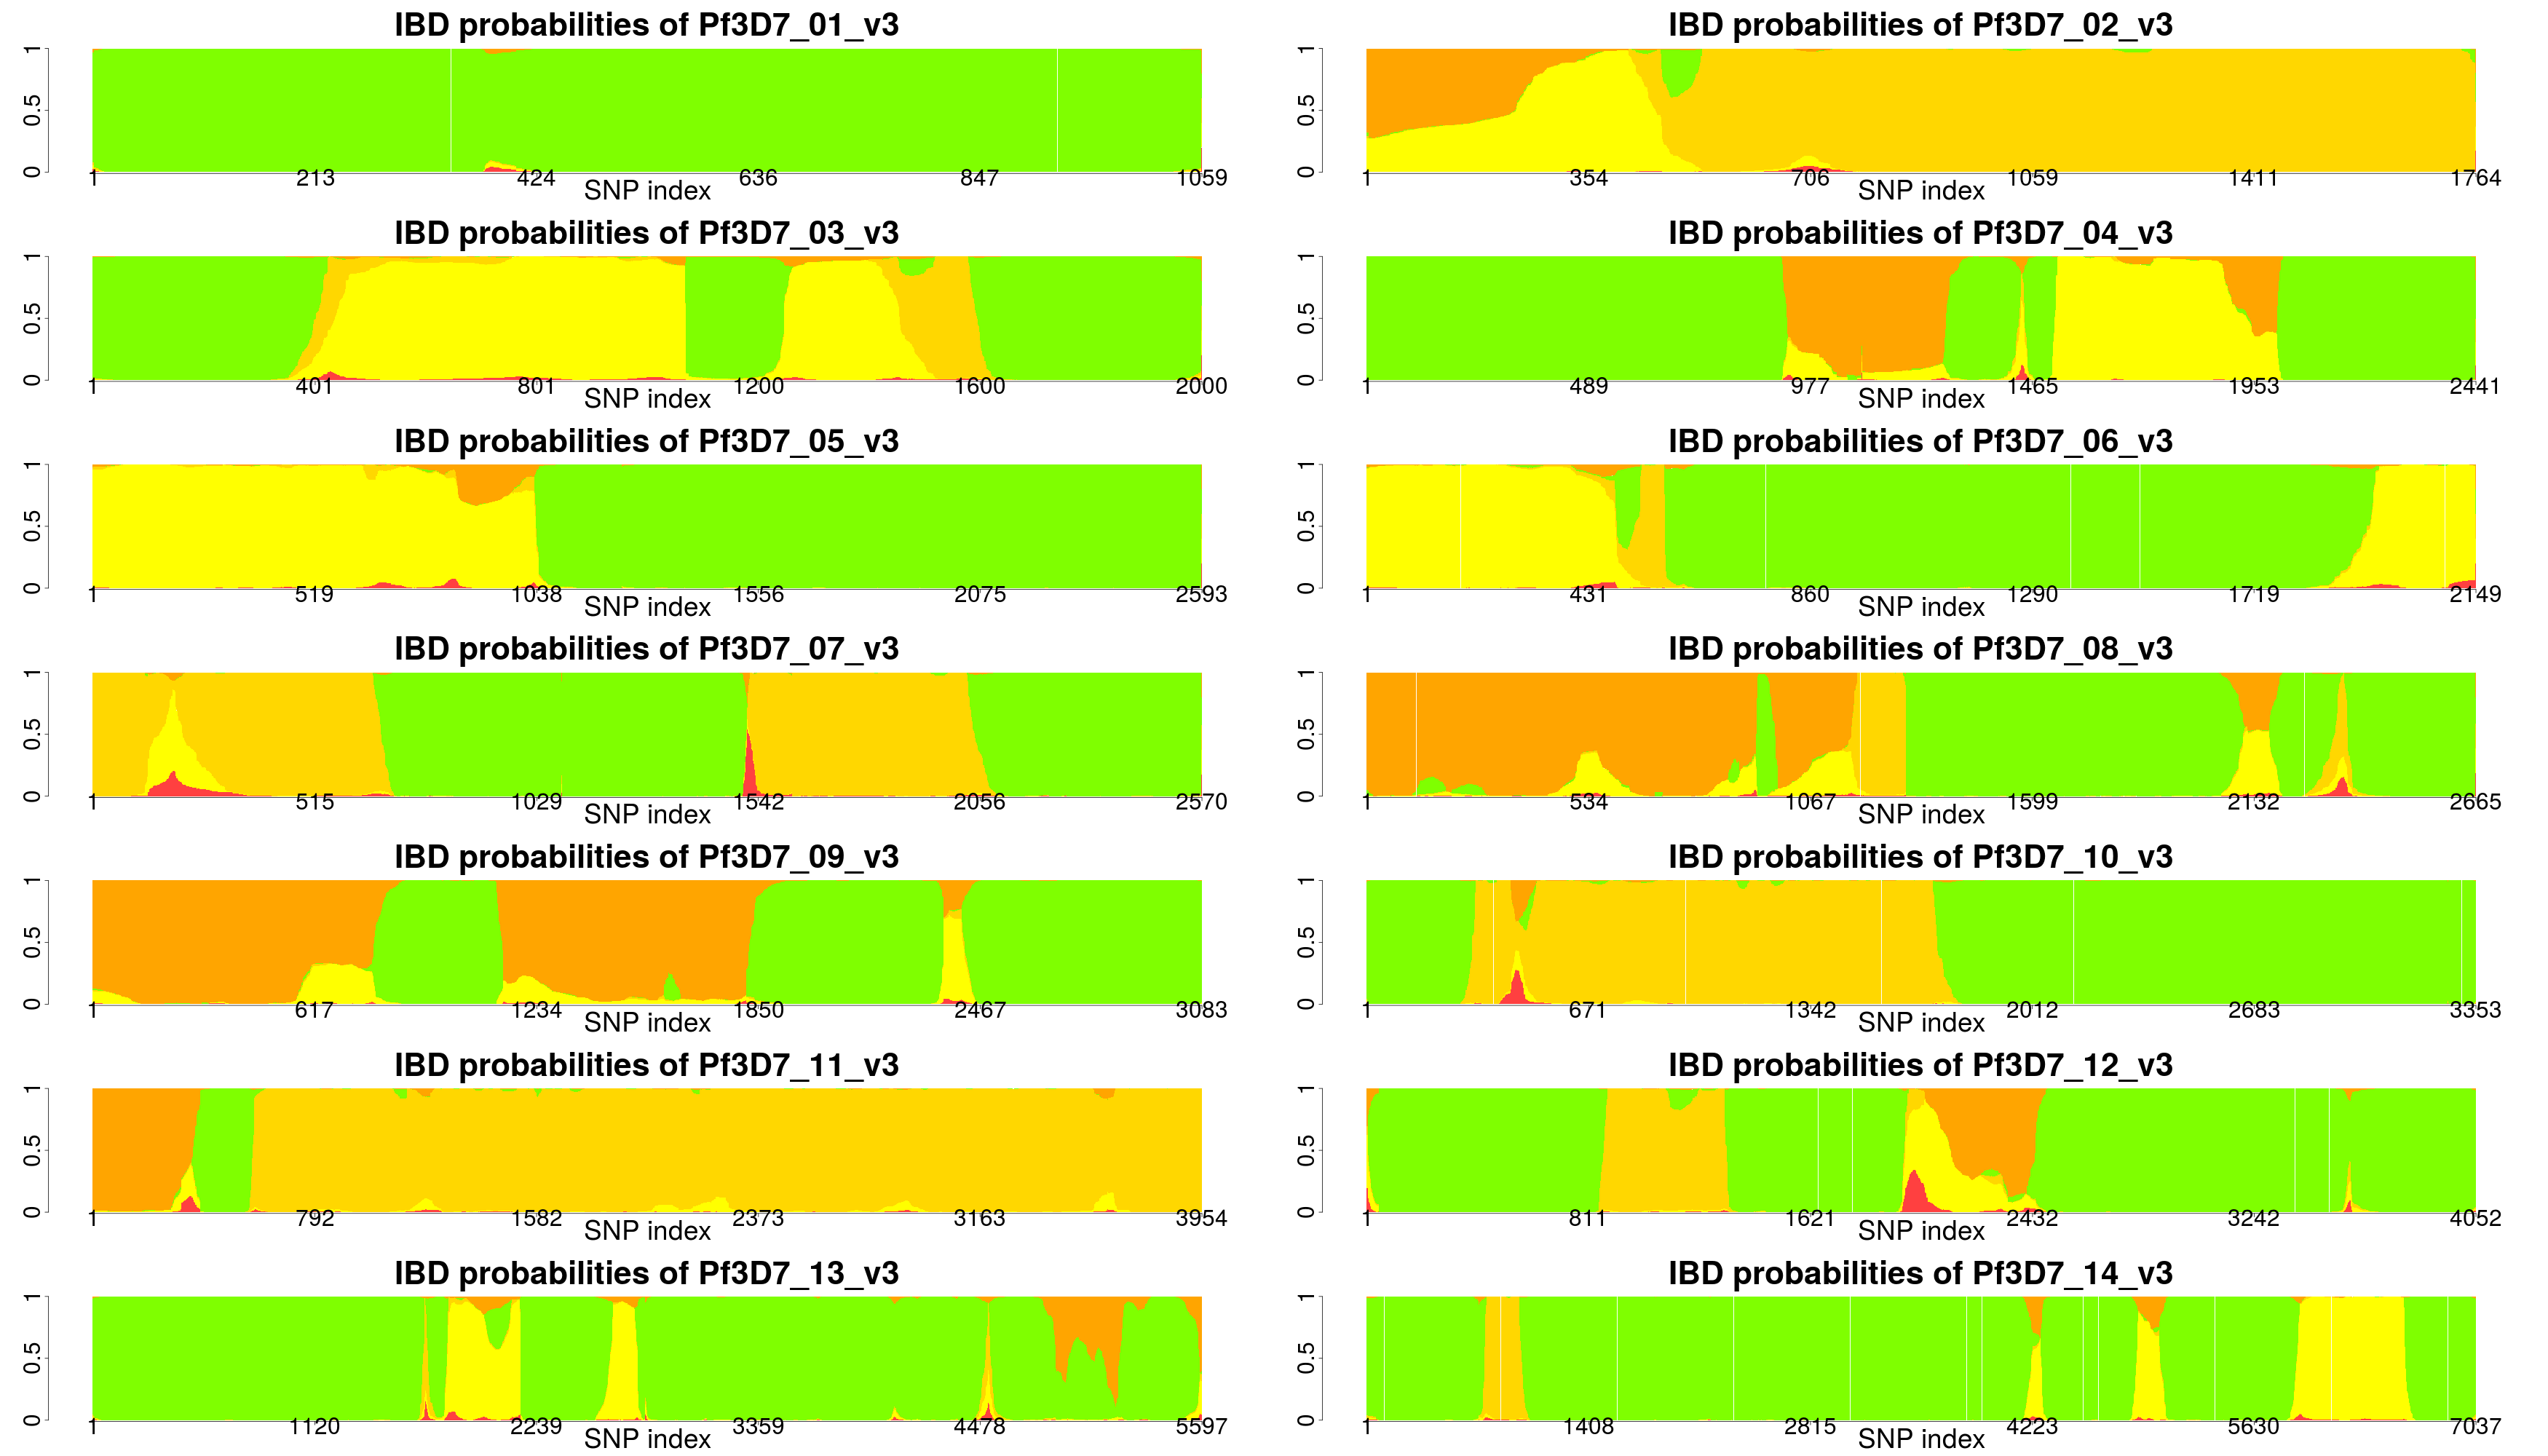 IBD probabilities of Pf3D7_01_v3
0 0.5 1
1 213 424 636 847 1059
SNP index
IBD probabilities of Pf3D7_02_v3
0 0.5 1
1 354 706 1059 1411 1764
SNP index
IBD probabilities of Pf3D7_03_v3
0 0.5 1
1 401 801 1200 1600 2000
SNP index
IBD probabilities of Pf3D7_04_v3
0 0.5 1
1 489 977 1465 1953 2441
SNP index
IBD probabilities of Pf3D7_05_v3
0 0.5 1
1 519 1038 1556 2075 2593
SNP index
IBD probabilities of Pf3D7_06_v3
0 0.5 1
1 431 860 1290 1719 2149
SNP index
IBD probabilities of Pf3D7_07_v3
0 0.5 1
1 515 1029 1542 2056 2570
SNP index
IBD probabilities of Pf3D7_08_v3
0 0.5 1
1 534 1067 1599 2132 2665
SNP index
IBD probabilities of Pf3D7_09_v3
0 0.5 1
1 617 1234 1850 2467 3083
SNP index
IBD probabilities of Pf3D7_10_v3
0 0.5 1
1 671 1342 2012 2683 3353
SNP index
IBD probabilities of Pf3D7_11_v3
0 0.5 1
1 792 1582 2373 3163 3954
SNP index
IBD probabilities of Pf3D7_12_v3
0 0.5 1
1 811 1621 2432 3242 4052
SNP index
IBD probabilities of Pf3D7_13_v3
0 0.5 1
1 1120 2239 3359 4478 5597
SNP index
IBD probabilities of Pf3D7_14_v3
0 0.5 1
1 1408 2815 4223 5630 7037
SNP index